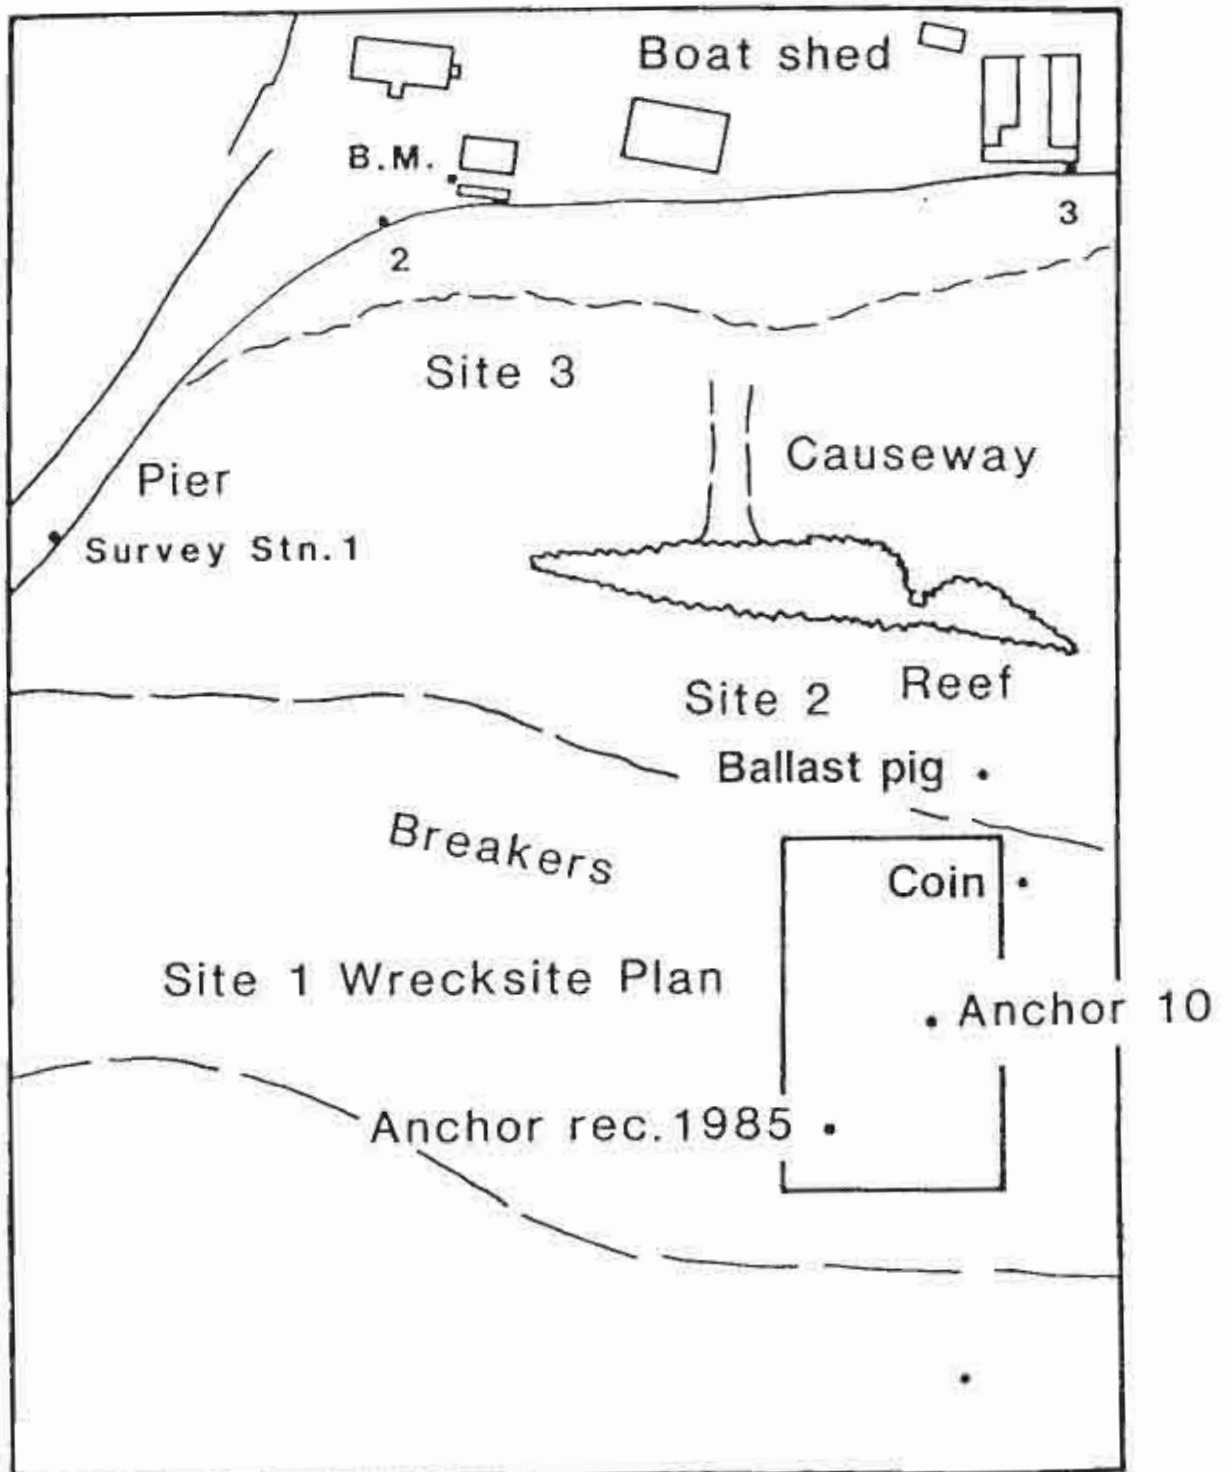 Boat shed
B.M.
3
2
Site 3
Causeway
Pier
Survey Stn.1
Reef
Site 2
Ballast pig
Breakers
Coin
Site 1 Wrecksite Plan
Anchor 10
Anchor rec.1985